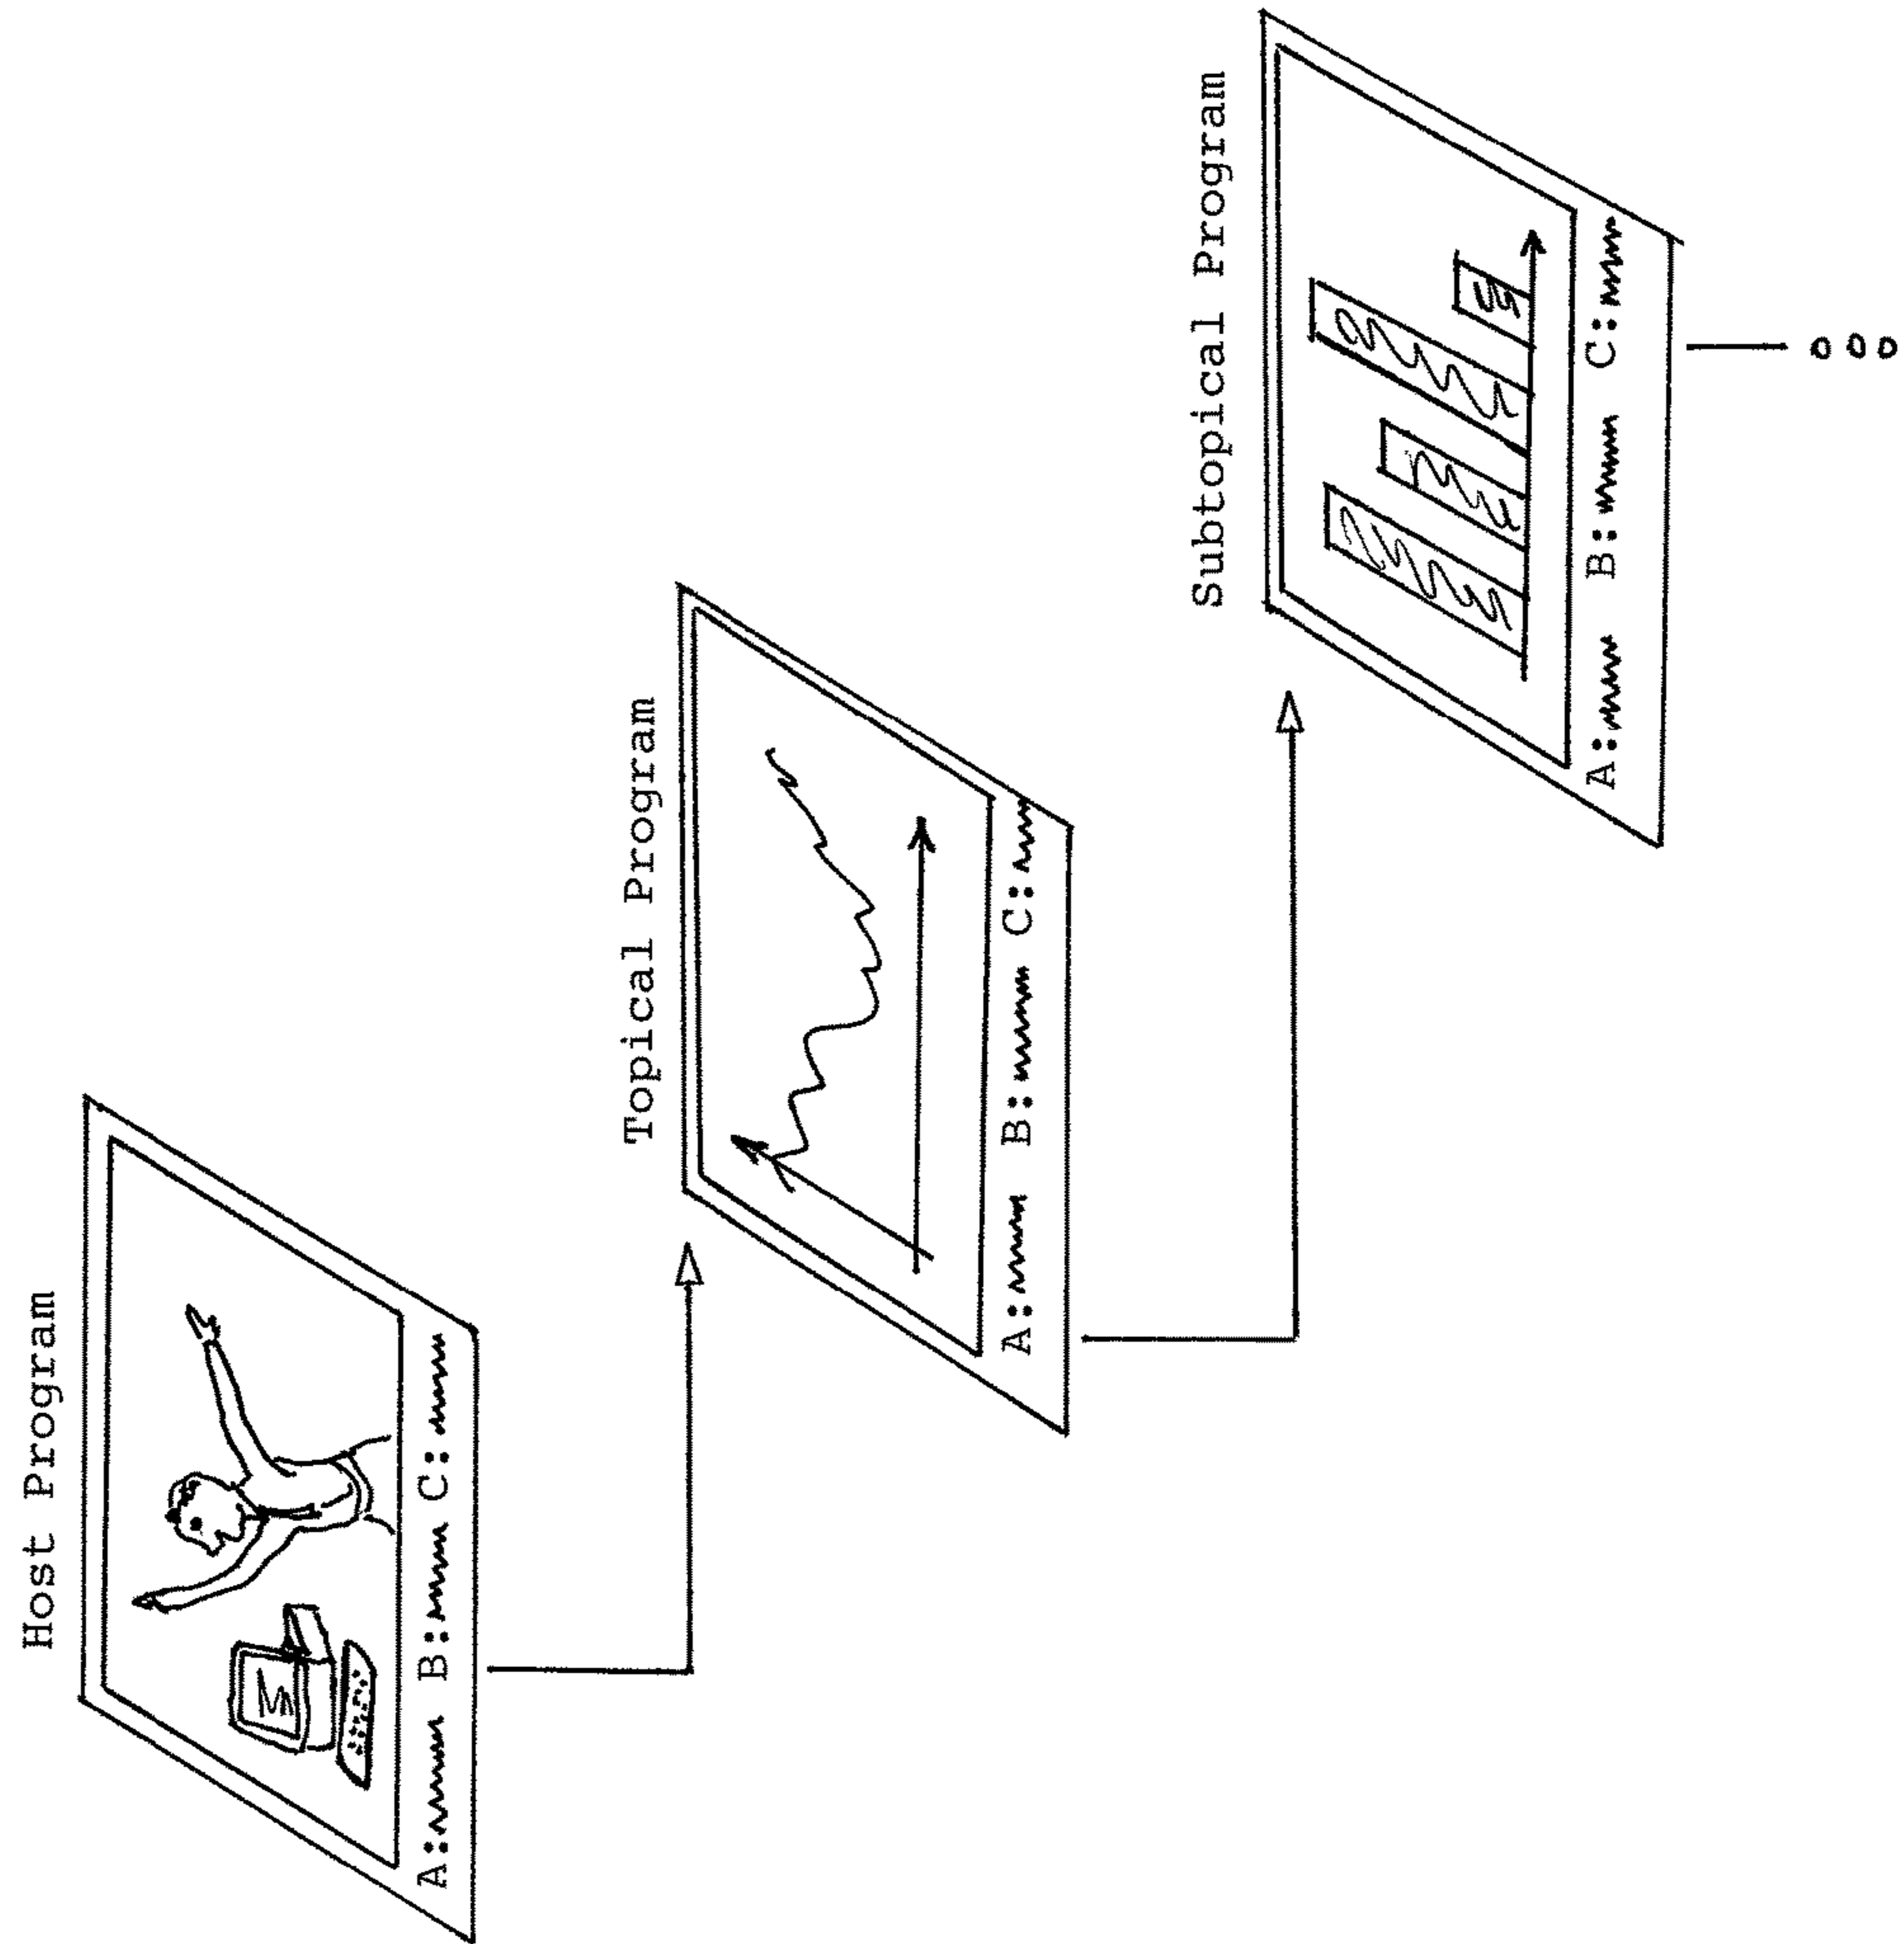 Host Program
A: B: C:
Topical Program
A: B: C:
Subtopical Program
A: B: C: